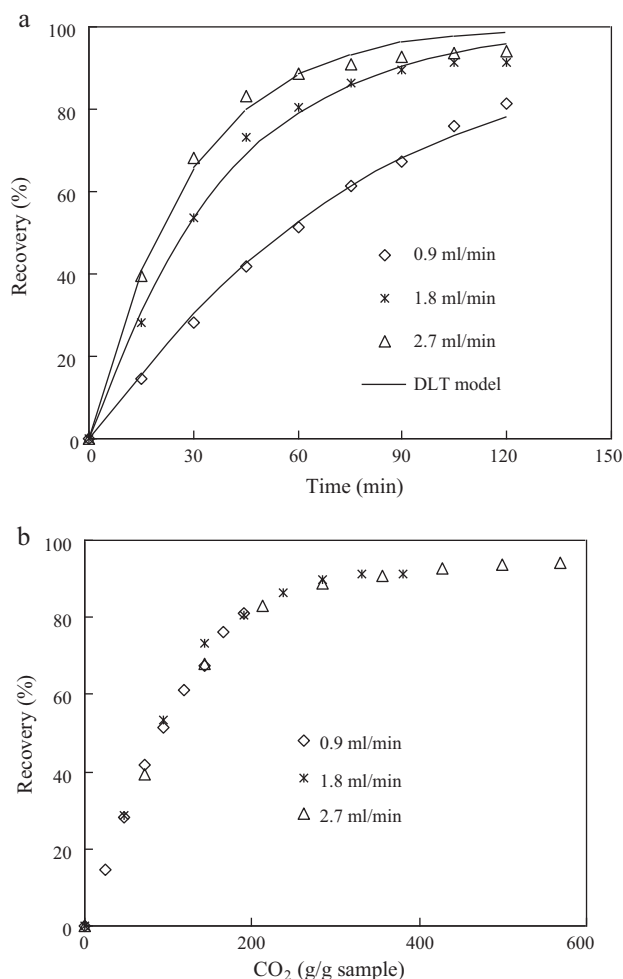 a
100
80
60
40
20
0
Recovery (%)
0.9 ml/min
1.8 ml/min
2.7 ml/min
DLT model
0 30 60 90 120 150
Time (min)
b
100
80
60
40
20
0
Recovery (%)
0.9 ml/min
1.8 ml/min
2.7 ml/min
0 200 400 600
CO₂ (g/g sample)